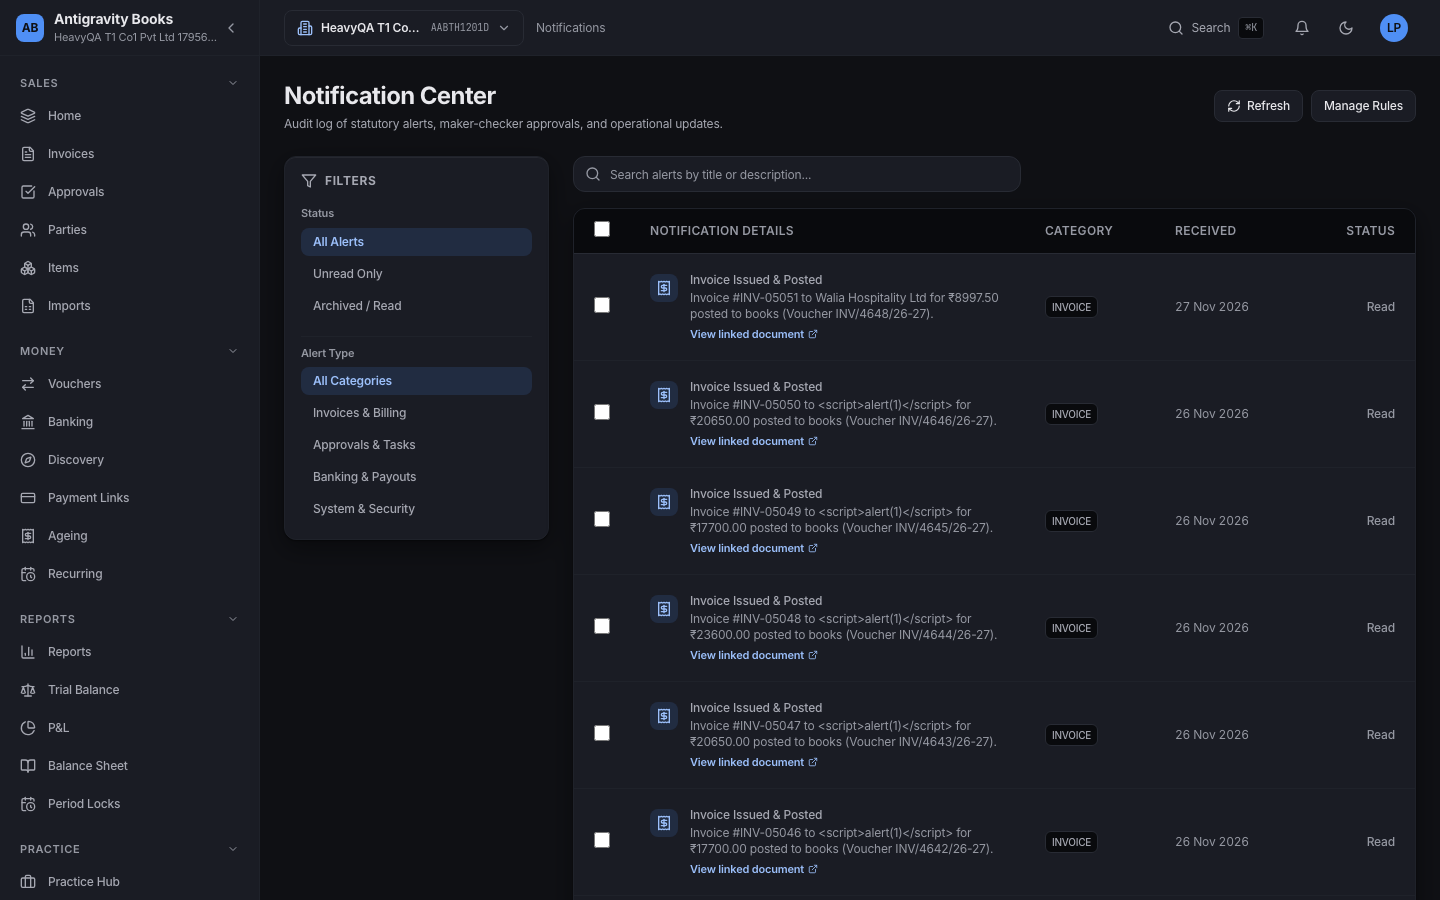 AB
Antigravity Books
HeavyQA T1 Co1 Pvt Ltd 17956...
HeavyQA T1 Co...
AABTH1201D
Notifications
Search
⌘K
LP
SALES
Home
Invoices
Approvals
Parties
Items
Imports
MONEY
Vouchers
Banking
Discovery
Payment Links
Ageing
Recurring
REPORTS
Reports
Trial Balance
P&L
Balance Sheet
Period Locks
PRACTICE
Practice Hub
Notification Center
Audit log of statutory alerts, maker-checker approvals, and operational updates.
Refresh
Manage Rules
FILTERS
Status
All Alerts
Unread Only
Archived / Read
Alert Type
All Categories
Invoices & Billing
Approvals & Tasks
Banking & Payouts
System & Security
Search alerts by title or description...
NOTIFICATION DETAILS
CATEGORY
RECEIVED
STATUS
Invoice Issued & Posted
Invoice #INV-05051 to Walia Hospitality Ltd for ₹8997.50
posted to books (Voucher INV/4648/26-27).
View linked document
INVOICE
27 Nov 2026
Read
Invoice Issued & Posted
Invoice #INV-05050 to <script>alert(1)</script> for
₹20650.00 posted to books (Voucher INV/4646/26-27).
View linked document
INVOICE
26 Nov 2026
Read
Invoice Issued & Posted
Invoice #INV-05049 to <script>alert(1)</script> for
₹17700.00 posted to books (Voucher INV/4645/26-27).
View linked document
INVOICE
26 Nov 2026
Read
Invoice Issued & Posted
Invoice #INV-05048 to <script>alert(1)</script> for
₹23600.00 posted to books (Voucher INV/4644/26-27).
View linked document
INVOICE
26 Nov 2026
Read
Invoice Issued & Posted
Invoice #INV-05047 to <script>alert(1)</script> for
₹20650.00 posted to books (Voucher INV/4643/26-27).
View linked document
INVOICE
26 Nov 2026
Read
Invoice Issued & Posted
Invoice #INV-05046 to <script>alert(1)</script> for
₹17700.00 posted to books (Voucher INV/4642/26-27).
View linked document
INVOICE
26 Nov 2026
Read